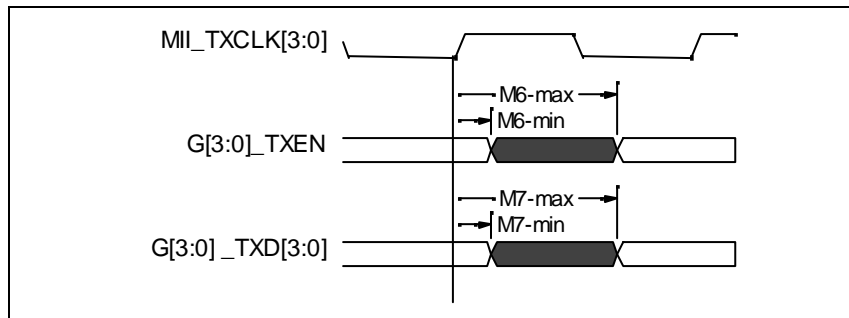 MII_TXCLK[3:0]
M6-max
M6-min
G[3:0]_TXEN
M7-max
M7-min
G[3:0] _TXD[3:0]